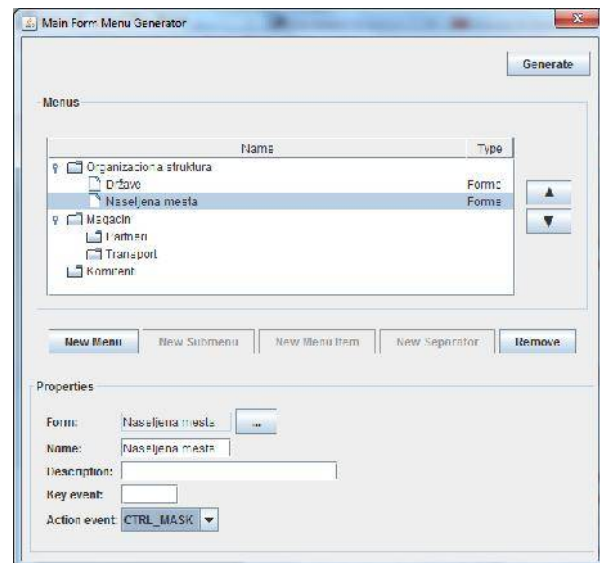 Main Form Menu Generator
Generate
Menus
Name Type
Organizaciona struktura
Države Forma
Naseljena mesta Forma
Magacin
Partneri
Transport
Komitenti
New Menu New Submenu New Menu Item New Separator Remove
Properties
Form: Naseljena mesta ...
Name: Naseljena mesta
Description:
Key event:
Action event: CTRL_MASK